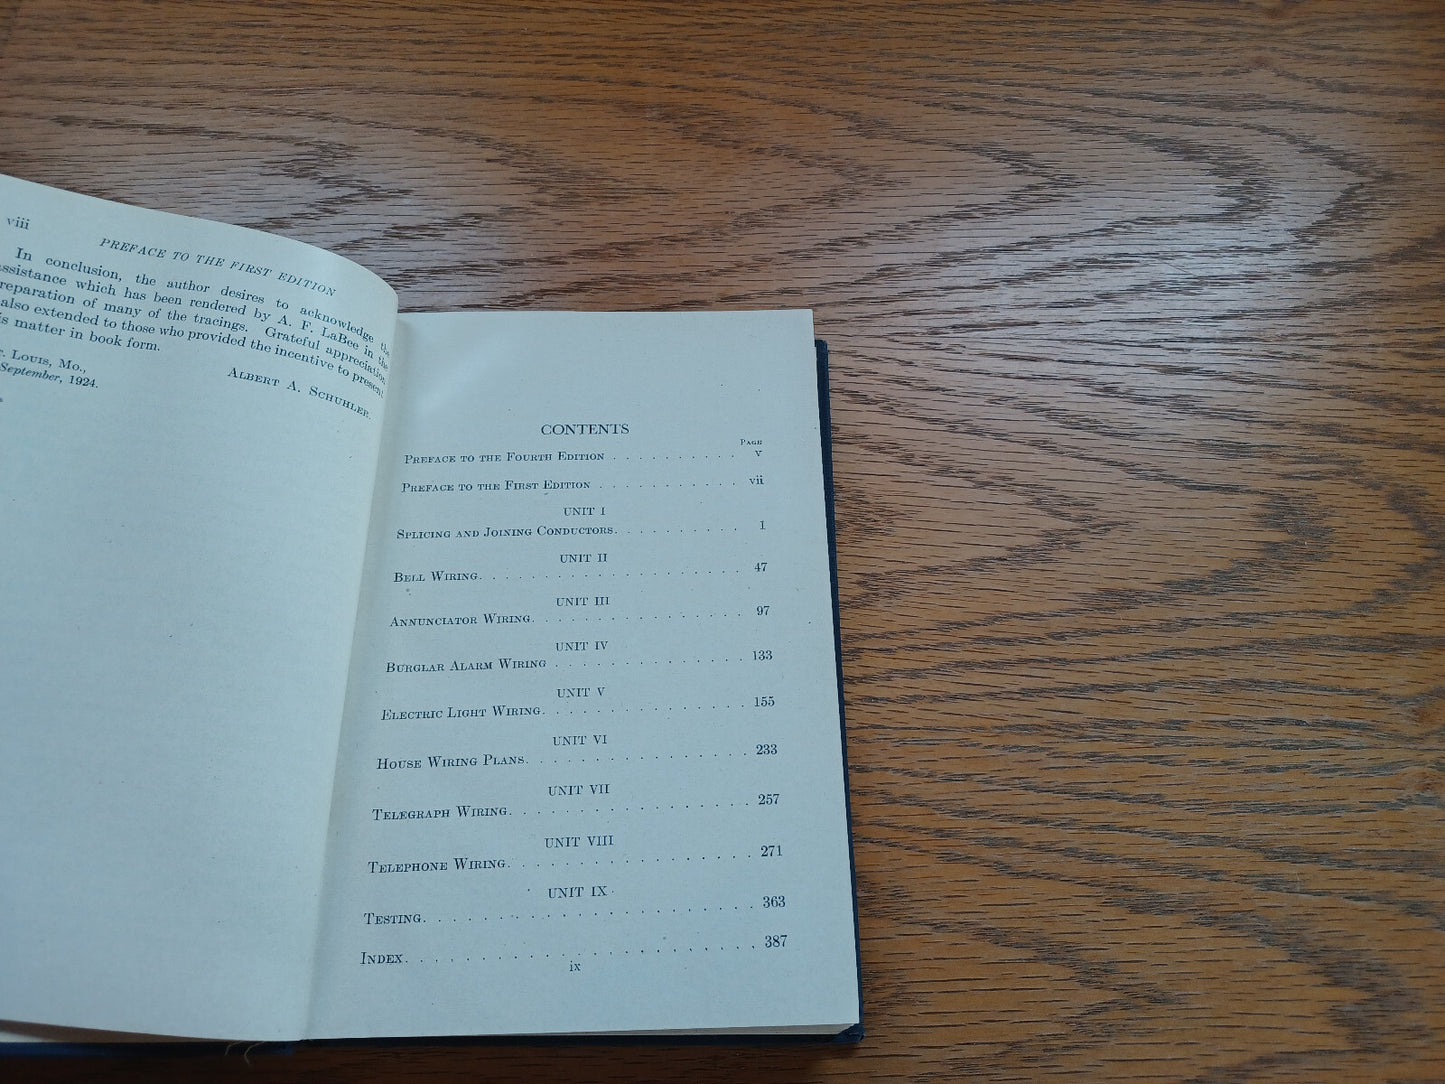 viii
PREFACE TO THE FIRST EDITION
In conclusion, the author desires to acknowledge the
assistance which has been rendered by A. F. LaBee in the
preparation of many of the tracings. Grateful appreciation
also extended to those who provided the incentive to present
matter in book form.
Albert A. Schuhler.
Louis, Mo.,
September, 1924.
CONTENTS
Page
Preface to the Fourth Edition . . . . . . . . . . . v
Preface to the First Edition . . . . . . . . . . . . vii
UNIT I
Splicing and Joining Conductors . . . . . . . . . . . 1
UNIT II
Bell Wiring . . . . . . . . . . . . . . . . . . 47
UNIT III
Annunciator Wiring . . . . . . . . . . . . . . . 97
UNIT IV
Burglar Alarm Wiring . . . . . . . . . . . . . 133
UNIT V
Electric Light Wiring . . . . . . . . . . . . . . 155
UNIT VI
House Wiring Plans . . . . . . . . . . . . . . . 233
UNIT VII
Telegraph Wiring . . . . . . . . . . . . . . . . 257
UNIT VIII
Telephone Wiring . . . . . . . . . . . . . . . . 271
UNIT IX
Testing . . . . . . . . . . . . . . . . . . . . . 363
Index . . . . . . . . . . . . . . . . . . . . . . 387
ix